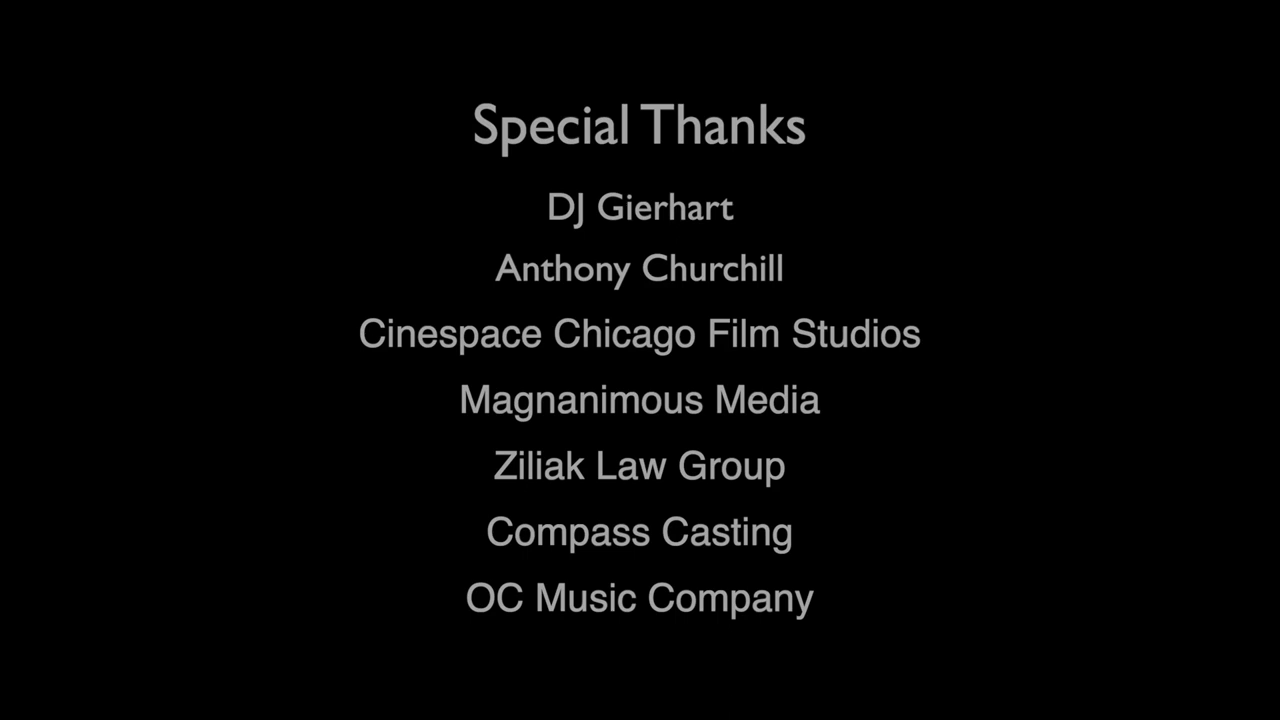 Special Thanks
DJ Gierhart
Anthony Churchill
Cinespace Chicago Film Studios
Magnanimous Media
Ziliak Law Group
Compass Casting
OC Music Company